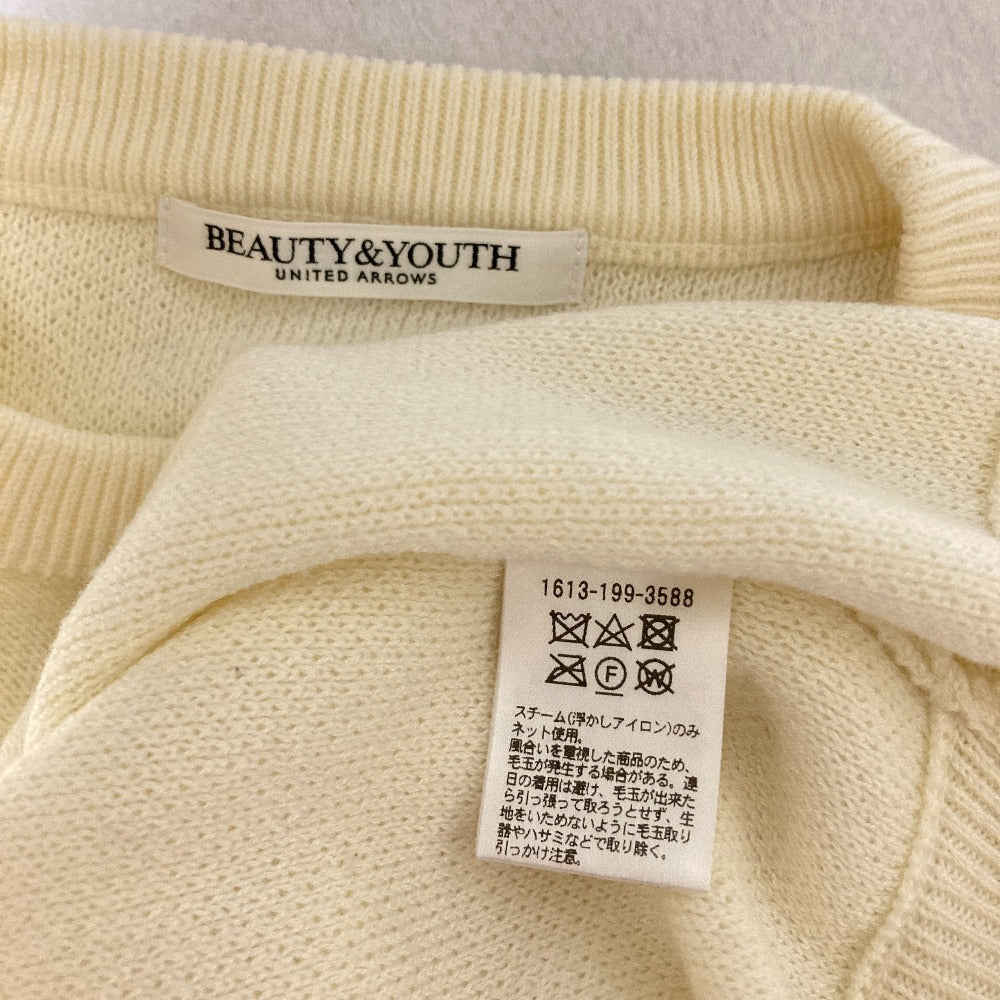 BEAUTY&YOUTH
UNITED ARROWS
1613-199-3588
F W
スチーム(浮かしアイロン)のみ
ネット使用。
風合いを重視した商品のため、
毛玉が発生する場合がある。連
日の着用は避け、毛玉が出来た
ら引っ張って取ろうとせず、生
地をいためないように毛玉取り
器やハサミなどで取り除く。
引っかけ注意。